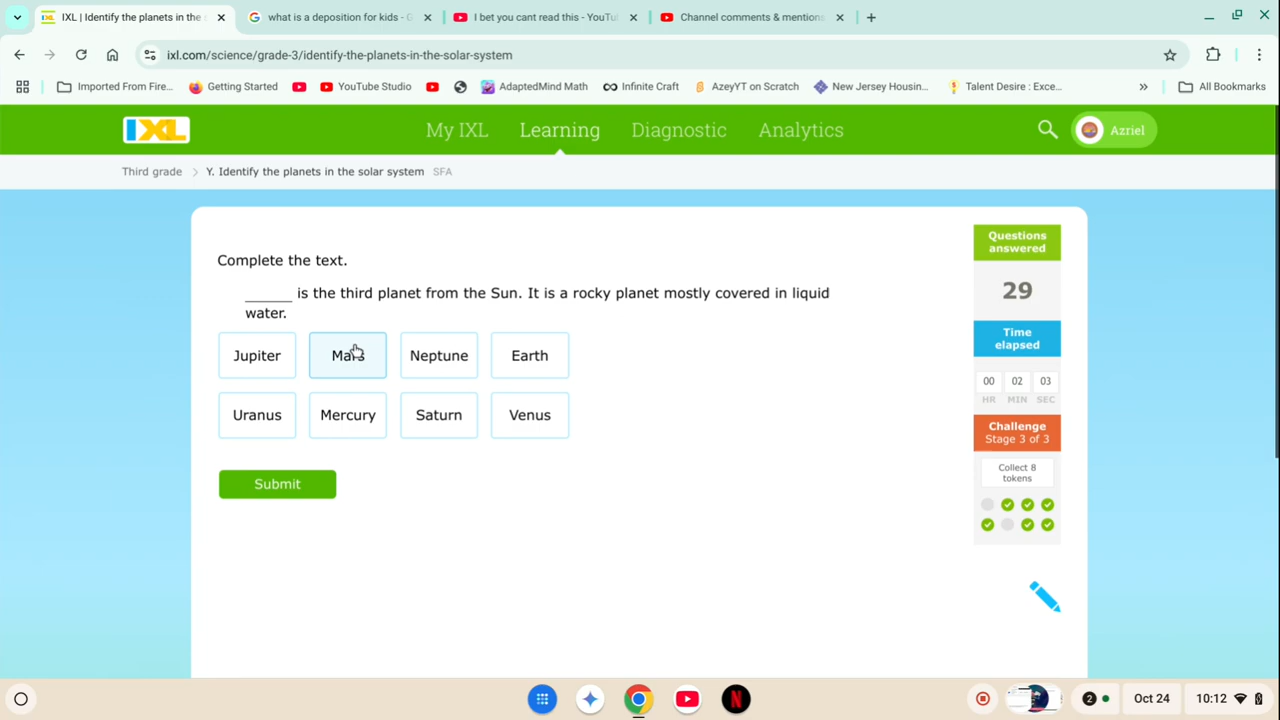 IXL | Identify the planets in the s
what is a deposition for kids - G
I bet you cant read this - YouTu
Channel comments & mentions
ixl.com/science/grade-3/identify-the-planets-in-the-solar-system
Imported From Fire...
Getting Started
YouTube Studio
AdaptedMind Math
Infinite Craft
AzeyYT on Scratch
New Jersey Housin...
Talent Desire : Exce...
All Bookmarks
IXL
My IXL
Learning
Diagnostic
Analytics
Azriel
Third grade
Y. Identify the planets in the solar system
SFA
Complete the text.
______ is the third planet from the Sun. It is a rocky planet mostly covered in liquid
water.
Jupiter
Mars
Neptune
Earth
Uranus
Mercury
Saturn
Venus
Submit
Questions
answered
29
Time
elapsed
00 02 03
HR MIN SEC
Challenge
Stage 3 of 3
Collect 8
tokens
2
Oct 24
10:12